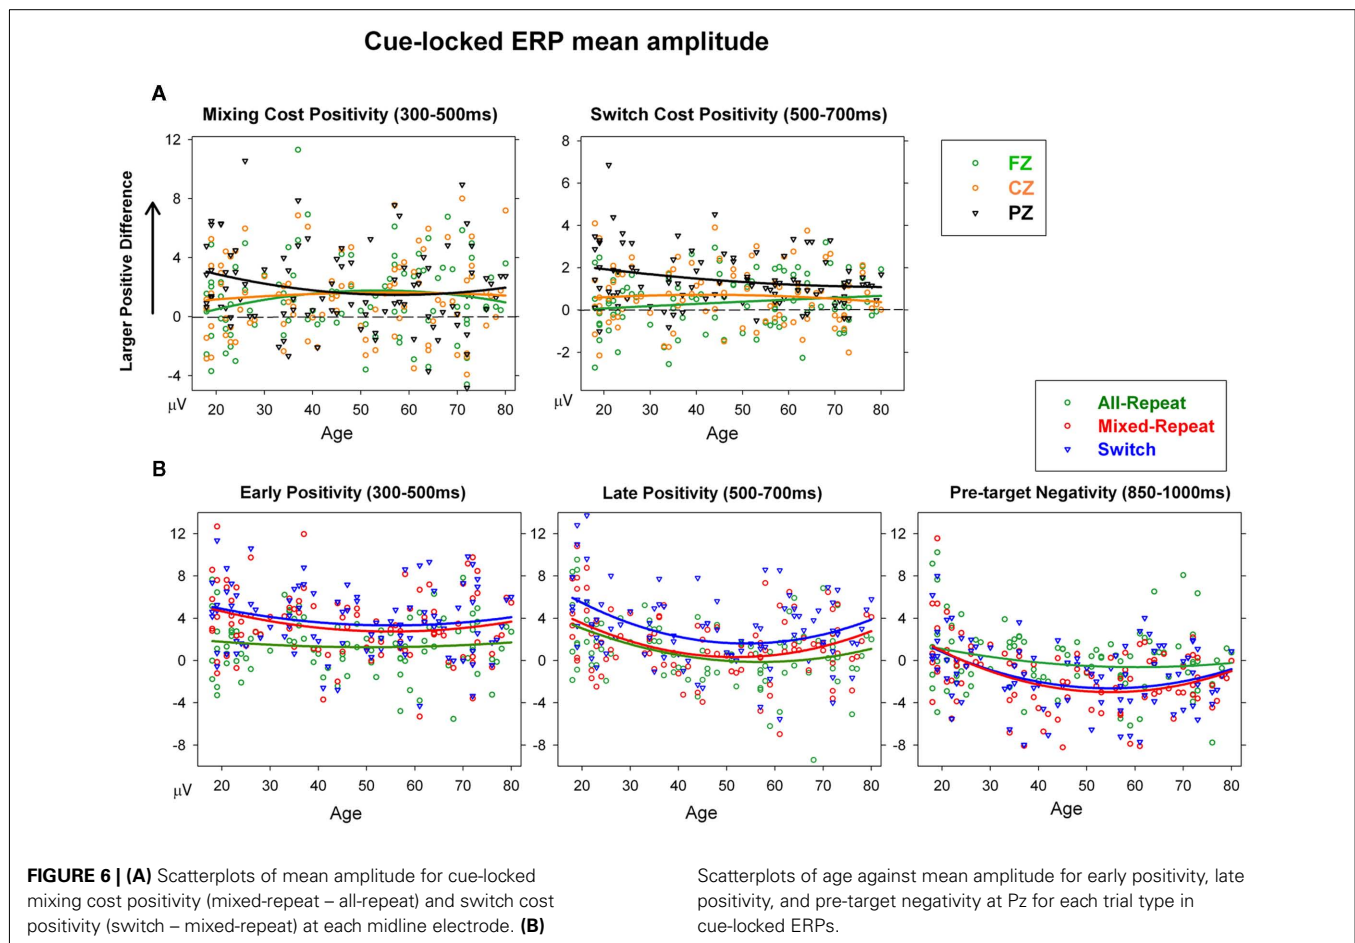 Cue-locked ERP mean amplitude
A
Mixing Cost Positivity (300-500ms)
Switch Cost Positivity (500-700ms)
Larger Positive Difference
12
8
4
0
-4
μV
20 30 40 50 60 70 80
Age
8
6
4
2
0
-2
μV
20 30 40 50 60 70 80
Age
FZ
CZ
PZ
All-Repeat
Mixed-Repeat
Switch
B
Early Positivity (300-500ms)
Late Positivity (500-700ms)
Pre-target Negativity (850-1000ms)
12
8
4
0
-4
-8
μV
20 30 40 50 60 70 80
Age
12
8
4
0
-4
-8
20 30 40 50 60 70 80
Age
12
8
4
0
-4
-8
20 30 40 50 60 70 80
Age
FIGURE 6 | (A) Scatterplots of mean amplitude for cue-locked
mixing cost positivity (mixed-repeat – all-repeat) and switch cost
positivity (switch – mixed-repeat) at each midline electrode. (B)
Scatterplots of age against mean amplitude for early positivity, late
positivity, and pre-target negativity at Pz for each trial type in
cue-locked ERPs.